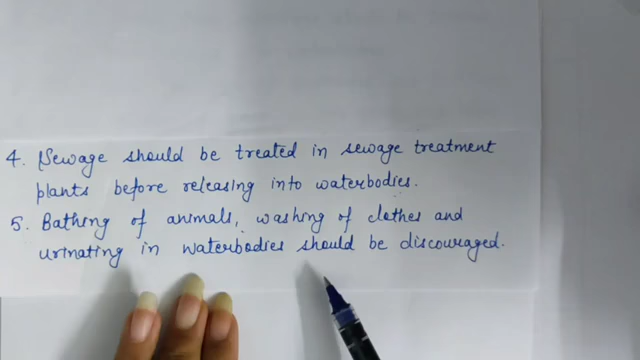 4. Sewage should be treated in sewage treatment
plants before releasing into waterbodies.
5. Bathing of animals, washing of clothes and
urinating in waterbodies should be discouraged.